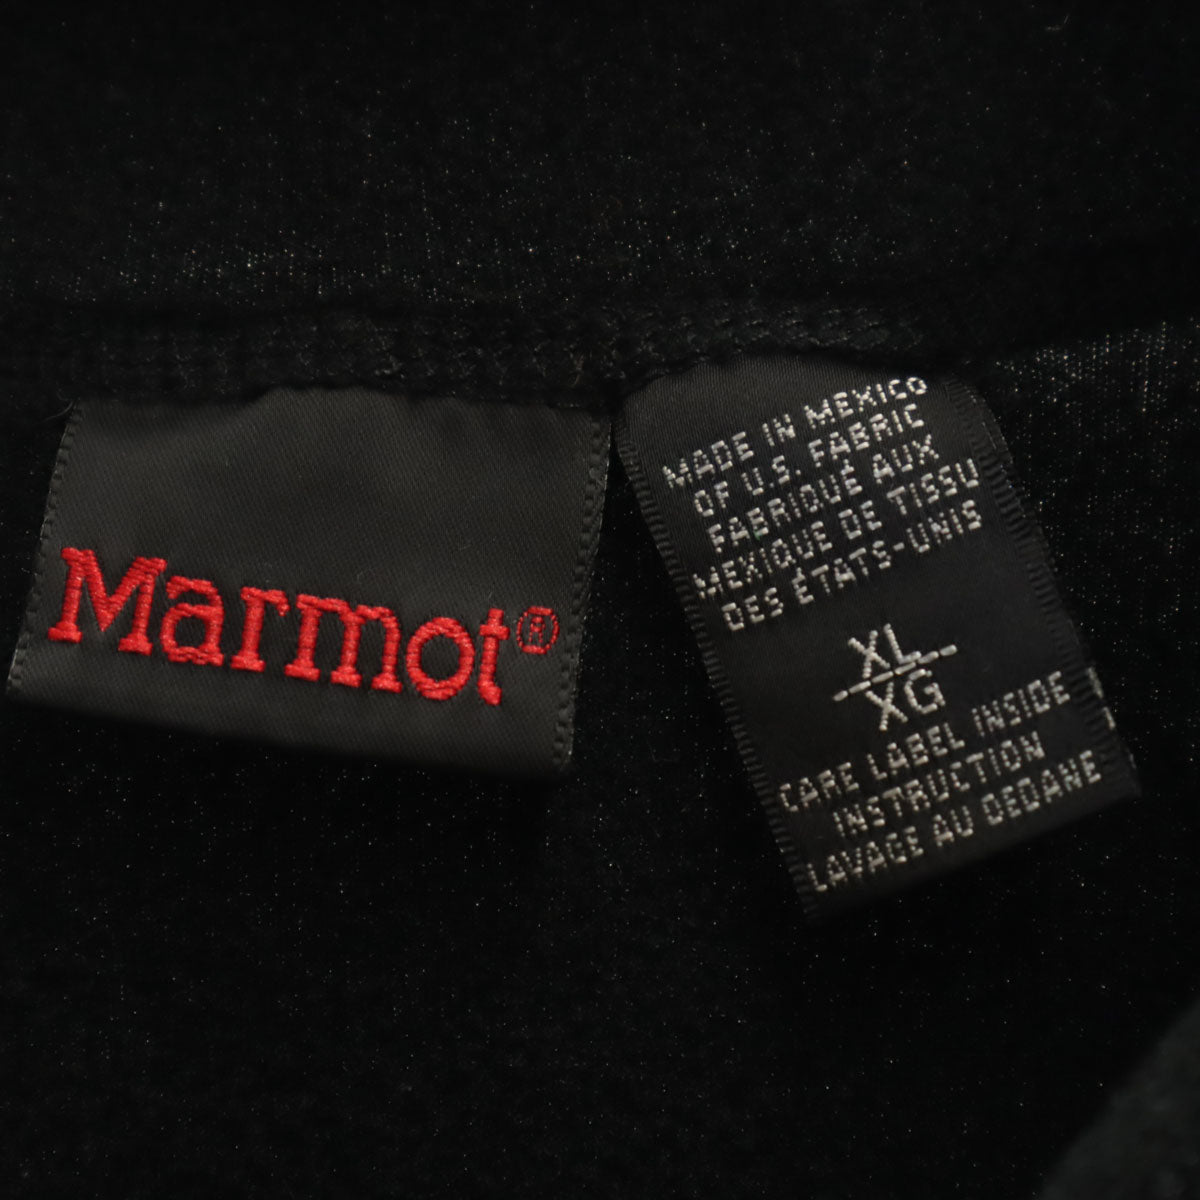 Marmot®
MADE IN MEXICO
OF U.S. FABRIC
FABRIQUÉ AUX
MEXIQUE DE TISSU
DES ÉTATS-UNIS
XL
XG
CARE LABEL INSIDE
INSTRUCTION
LAVAGE AU DEDANE